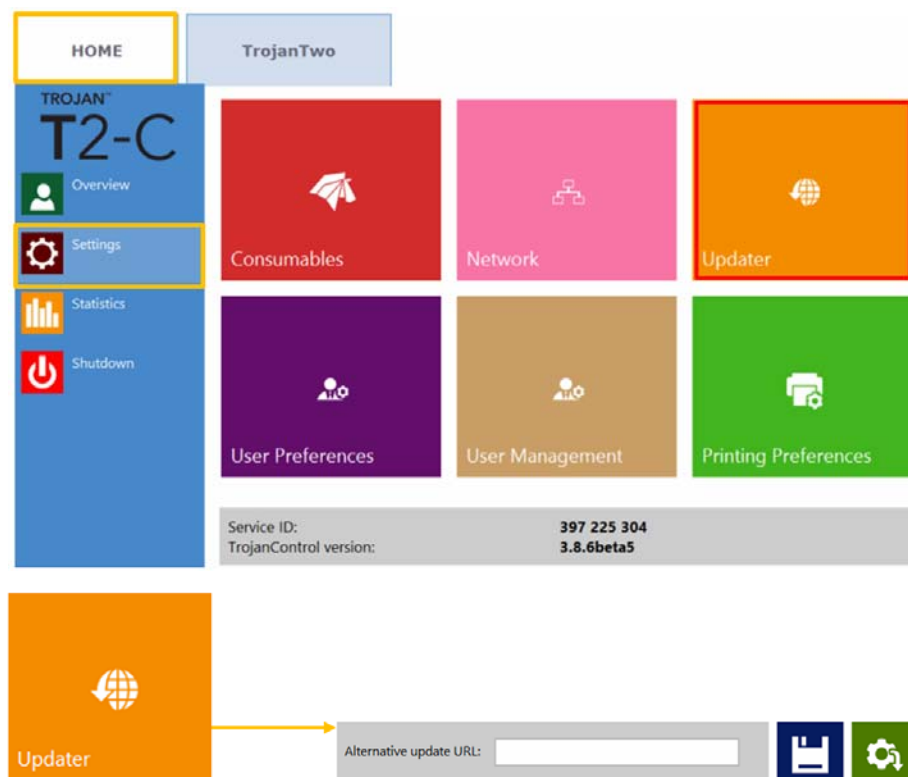 HOME
TrojanTwo
TROJAN™
T2-C
Overview
Settings
Statistics
Shutdown
Consumables
Network
Updater
User Preferences
User Management
Printing Preferences
Service ID: 397 225 304
TrojanControl version: 3.8.6beta5
Updater
Alternative update URL: